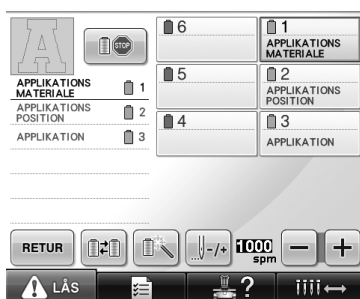 A
STOP
APPLIKATIONS
MATERIALE 1
APPLIKATIONS
POSITION 2
APPLIKATION 3
6
5
4
1
APPLIKATIONS
MATERIALE
2
APPLIKATIONS
POSITION
3
APPLIKATION
RETUR
-/+
1000
spm
− +
LÅS
?